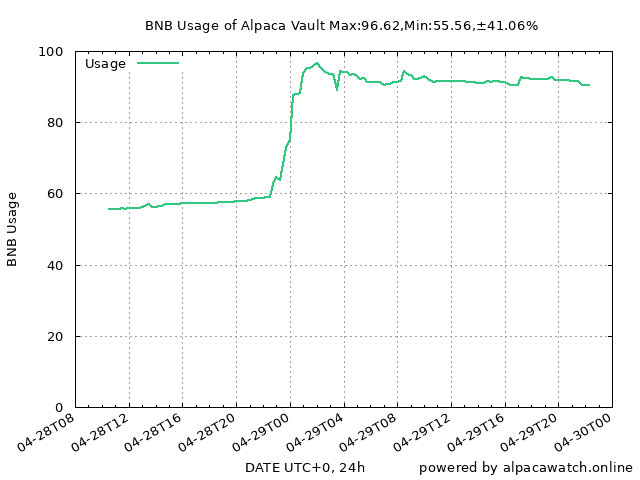 BNB Usage of Alpaca Vault Max:96.62,Min:55.56,±41.06%
Usage
100
80
60
40
20
0
BNB Usage
04-28T08
04-28T12
04-28T16
04-28T20
04-29T00
04-29T04
04-29T08
04-29T12
04-29T16
04-29T20
04-30T00
DATE UTC+0, 24h
powered by alpacawatch.online